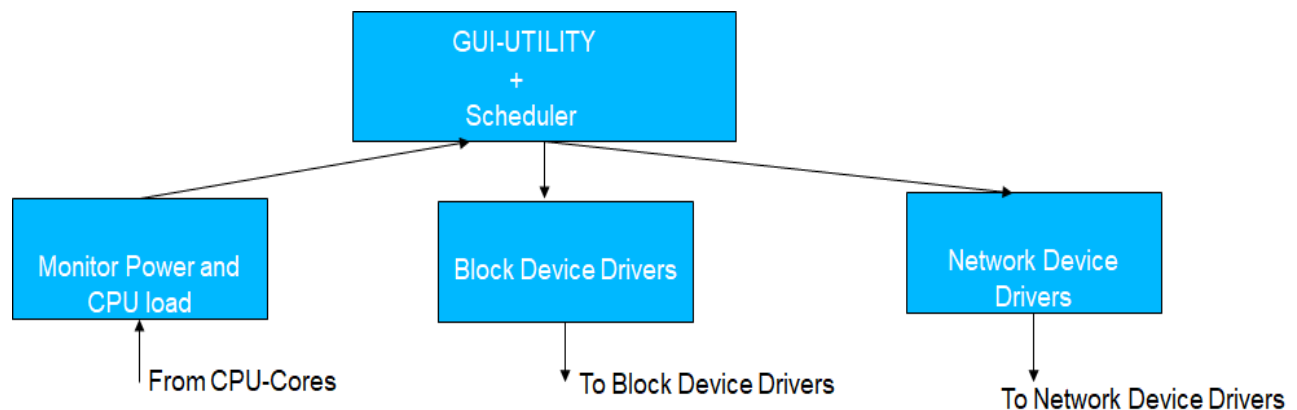 GUI-UTILITY
+
Scheduler
Monitor Power and
CPU load
Block Device Drivers
Network Device
Drivers
From CPU-Cores
To Block Device Drivers
To Network Device Drivers